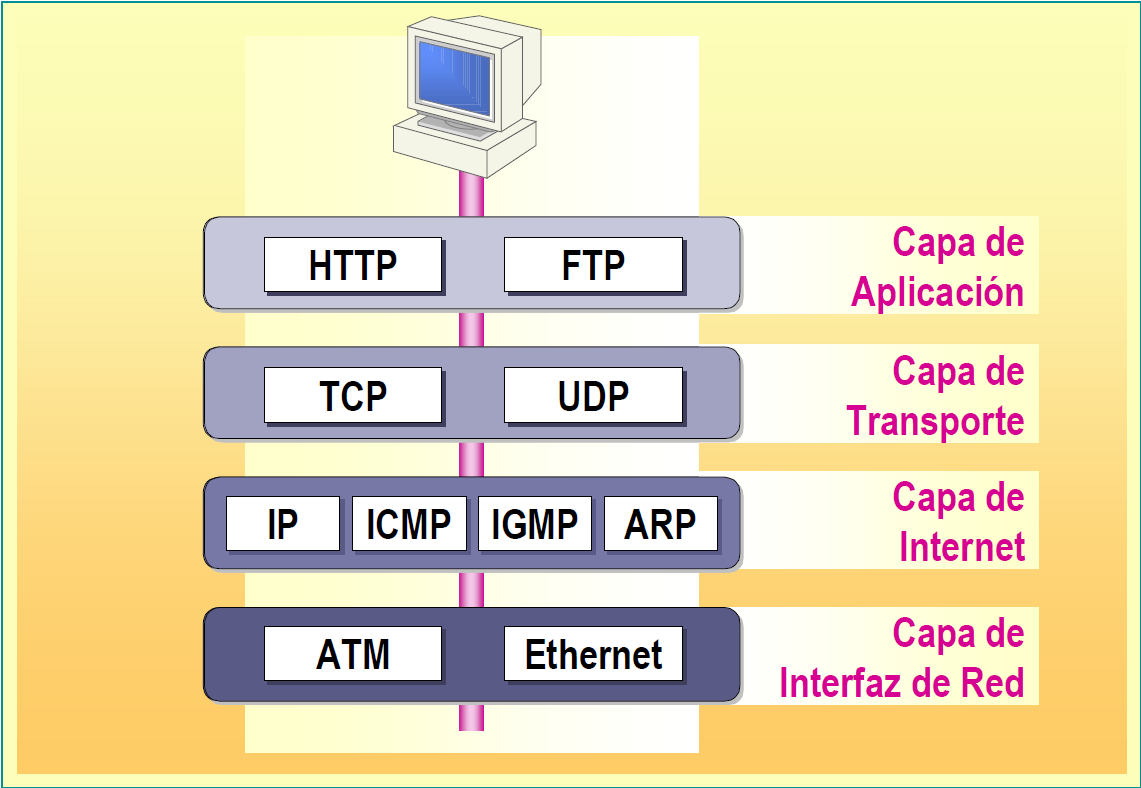 HTTP FTP
Capa de
Aplicación
TCP UDP
Capa de
Transporte
IP ICMP IGMP ARP
Capa de
Internet
ATM Ethernet
Capa de
Interfaz de Red